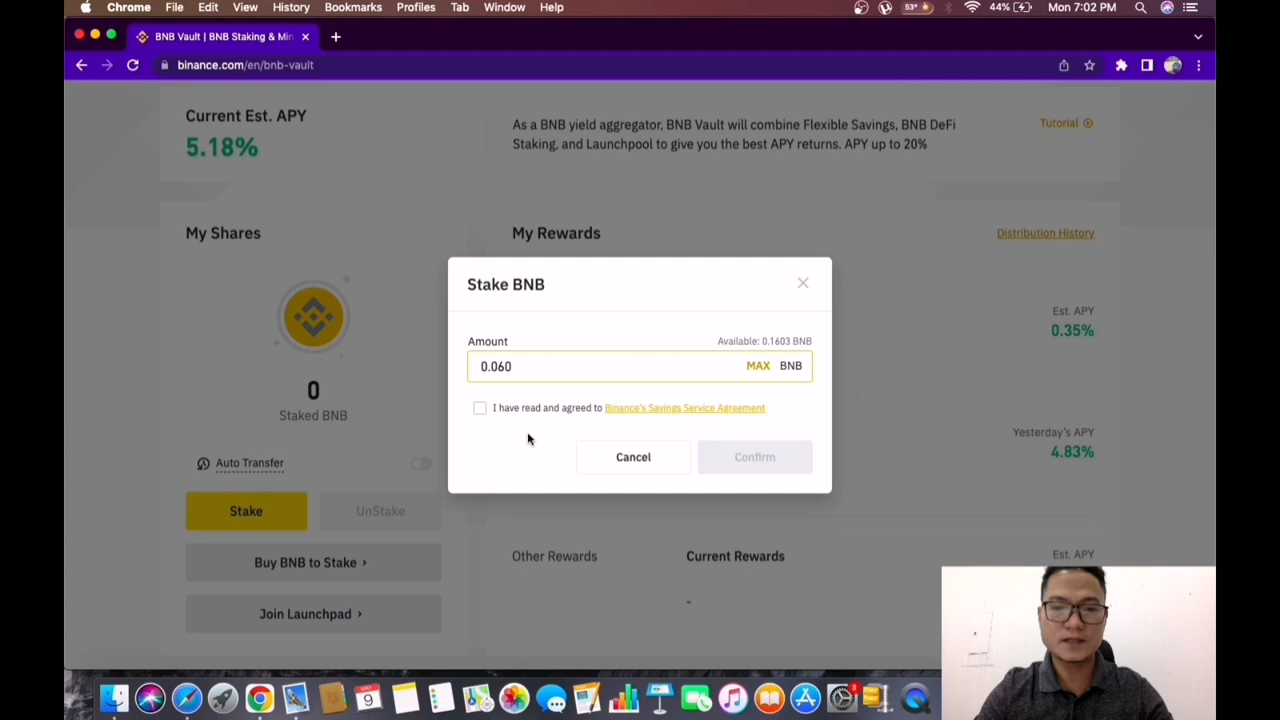 Chrome File Edit View History Bookmarks Profiles Tab Window Help 53° 44% Mon 7:02 PM
BNB Vault | BNB Staking & Min
binance.com/en/bnb-vault
Current Est. APY
5.18%
As a BNB yield aggregator, BNB Vault will combine Flexible Savings, BNB DeFi
Staking, and Launchpool to give you the best APY returns. APY up to 20%
Tutorial
My Shares
My Rewards
Distribution History
Stake BNB
Amount
Available: 0.1603 BNB
0.060
MAX BNB
I have read and agreed to Binance's Savings Service Agreement
Cancel
Confirm
Est. APY
0.35%
0
Staked BNB
Yesterday's APY
4.83%
Auto Transfer
Stake
UnStake
Buy BNB to Stake ›
Join Launchpad ›
Other Rewards
Current Rewards
Est. APY
-
MAY
9